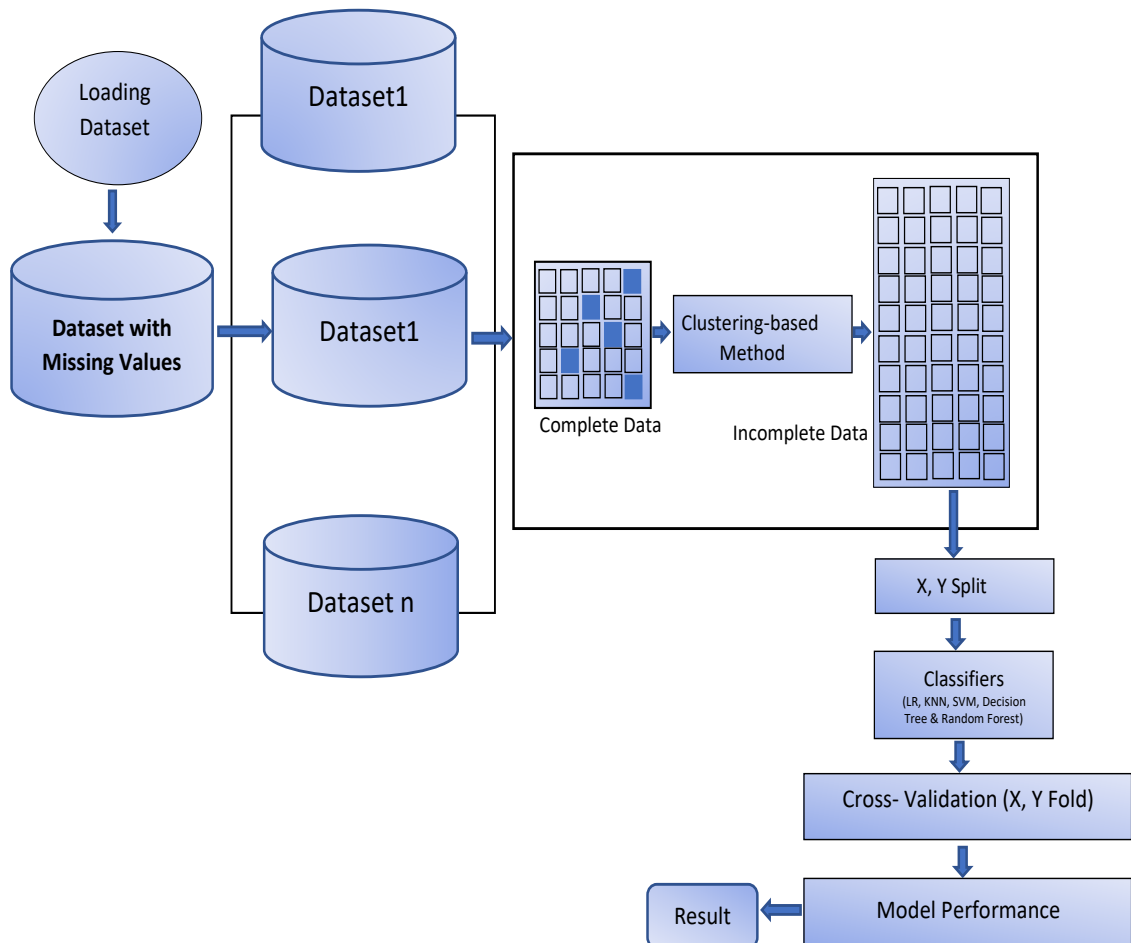 Loading
Dataset
Dataset with
Missing Values
Dataset1
Dataset1
Dataset n
Complete Data
Clustering-based
Method
Incomplete Data
X, Y Split
Classifiers
(LR, KNN, SVM, Decision
Tree & Random Forest)
Cross- Validation (X, Y Fold)
Model Performance
Result